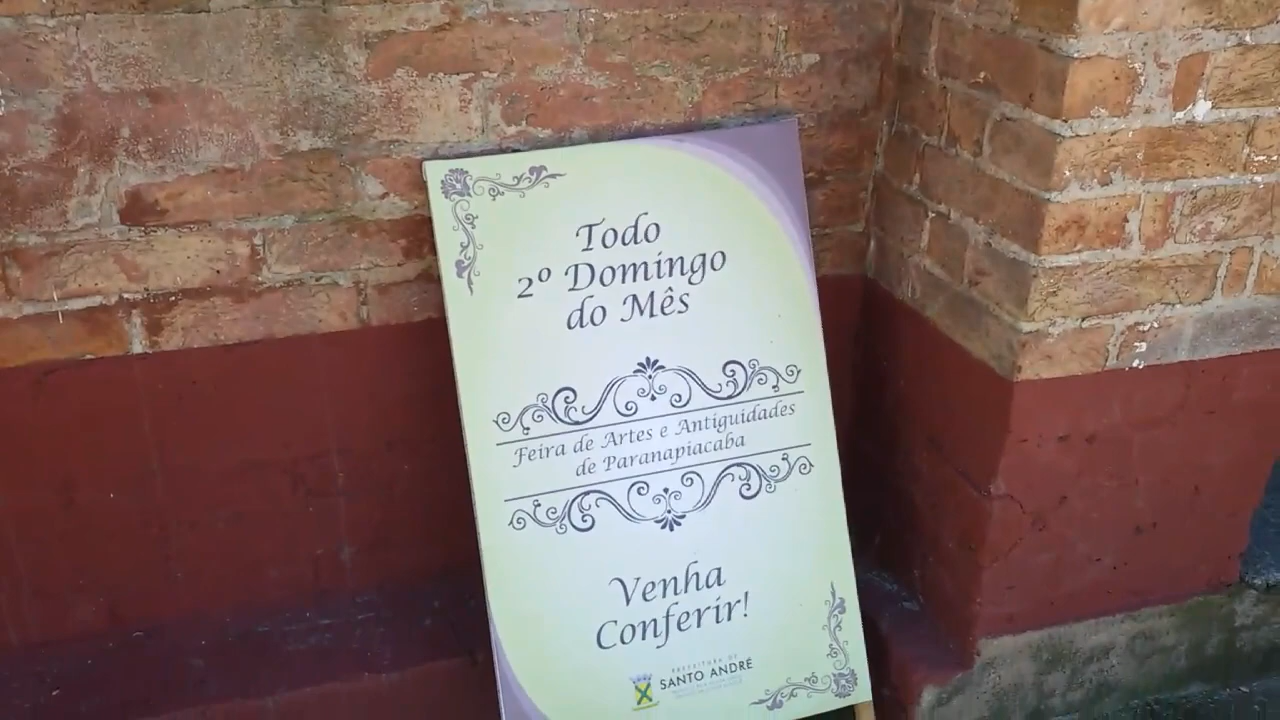 Todo
2º Domingo
do Mês
Feira de Artes e Antiguidades
de Paranapiacaba
Venha
Conferir!
PREFEITURA DE
SANTO ANDRÉ